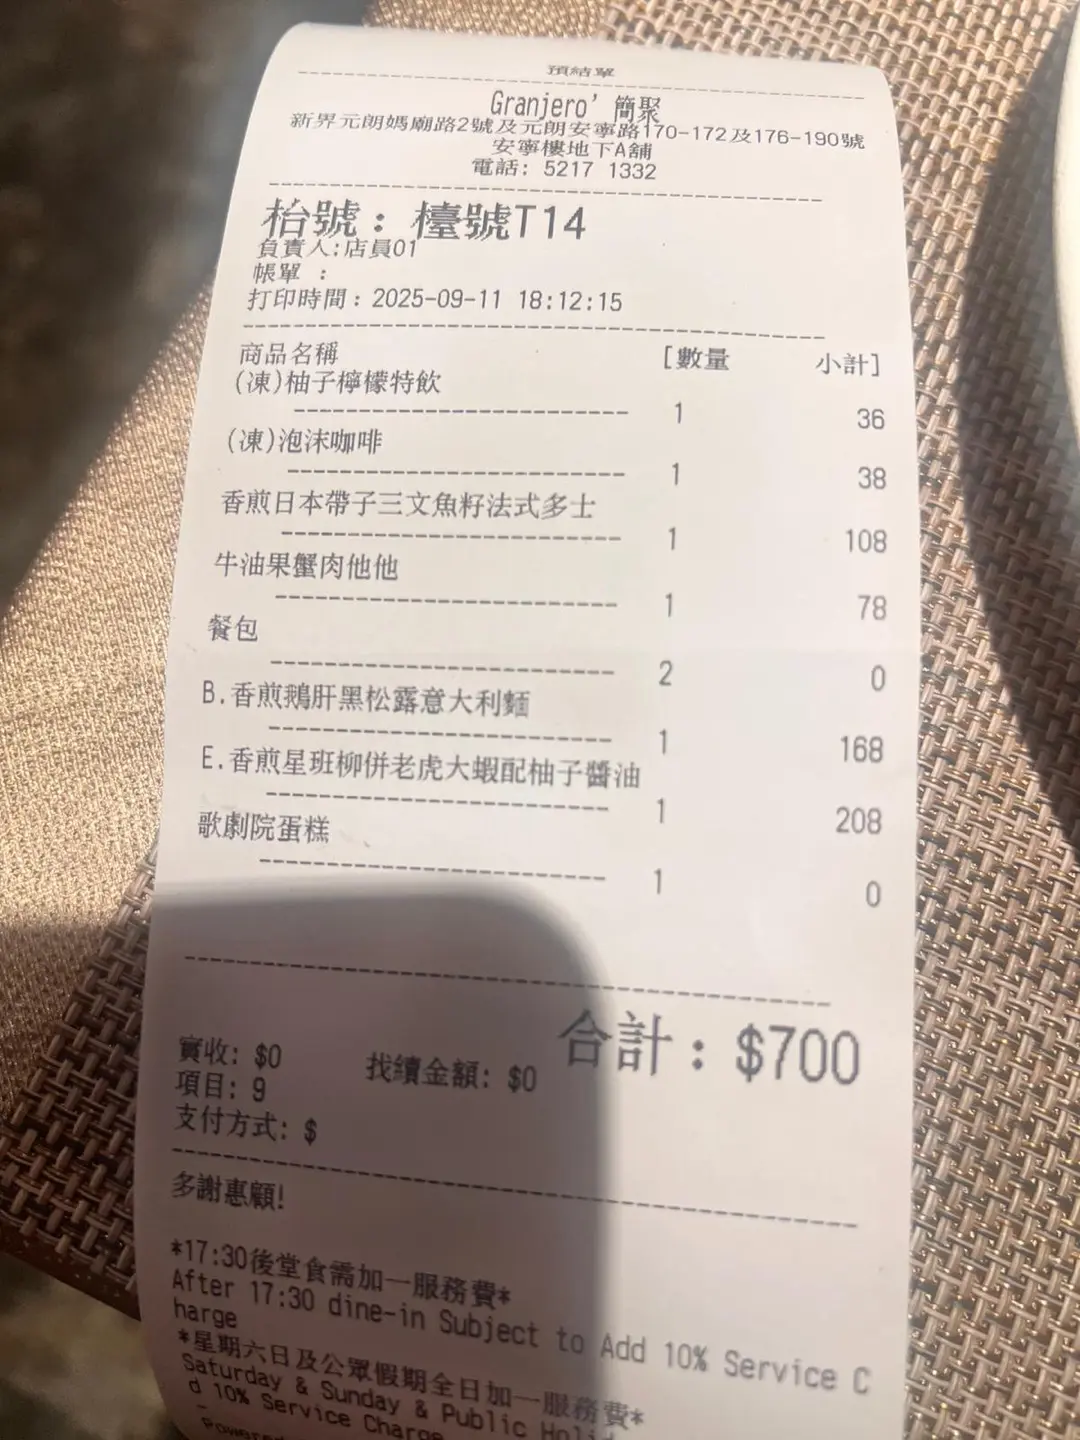 預結單
Granjero' 簡聚
新界元朗媽廟路2號及元朗安寧路170-172及176-190號
安寧樓地下A舖
電話: 5217 1332
枱號: 檯號T14
負責人:店員01
帳單 :
打印時間: 2025-09-11 18:12:15
商品名稱 [數量 小計]
(凍)柚子檸檬特飲
1 36
(凍)泡沫咖啡
1 38
香煎日本帶子三文魚籽法式多士
1 108
牛油果蟹肉他他
1 78
餐包
2 0
B.香煎鵝肝黑松露意大利麵
1 168
E.香煎星班柳併老虎大蝦配柚子醬油
1 208
歌劇院蛋糕
1 0
合計: $700
實收: $0 找續金額: $0
項目: 9
支付方式: $
多謝惠顧!
*17:30後堂食需加一服務費*
After 17:30 dine-in Subject to Add 10% Service C
harge
*星期六日及公眾假期全日加一服務費*
Saturday & Sunday & Public Holid
d 10% Service Charge
Powered